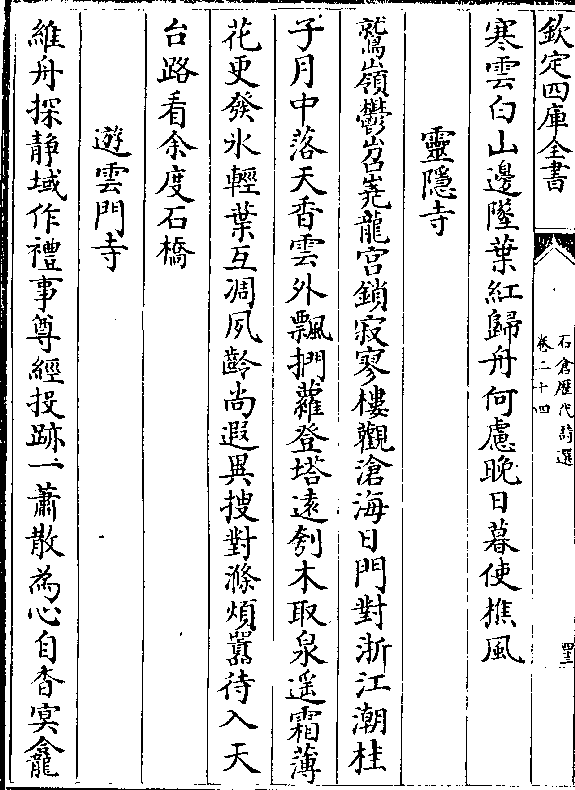 欽定四庫全書
石倉歷代詩選
卷二十四
寒雲白山邊墜葉紅歸舟何慮晚日暮使樵風
靈隠寺
鷲嶺鬱岧嶤龍宫鎖寂寥樓觀滄海日門對浙江潮桂
子月中落天香雲外飄捫蘿登塔逺刳木取泉遥霜薄
花更發氷輕葉互凋夙齡尚遐異搜對滌煩囂待入天
台路看余度石橋
遊雲門寺
維舟探静域作禮事尊經投跡一蕭散為心自杳冥龕